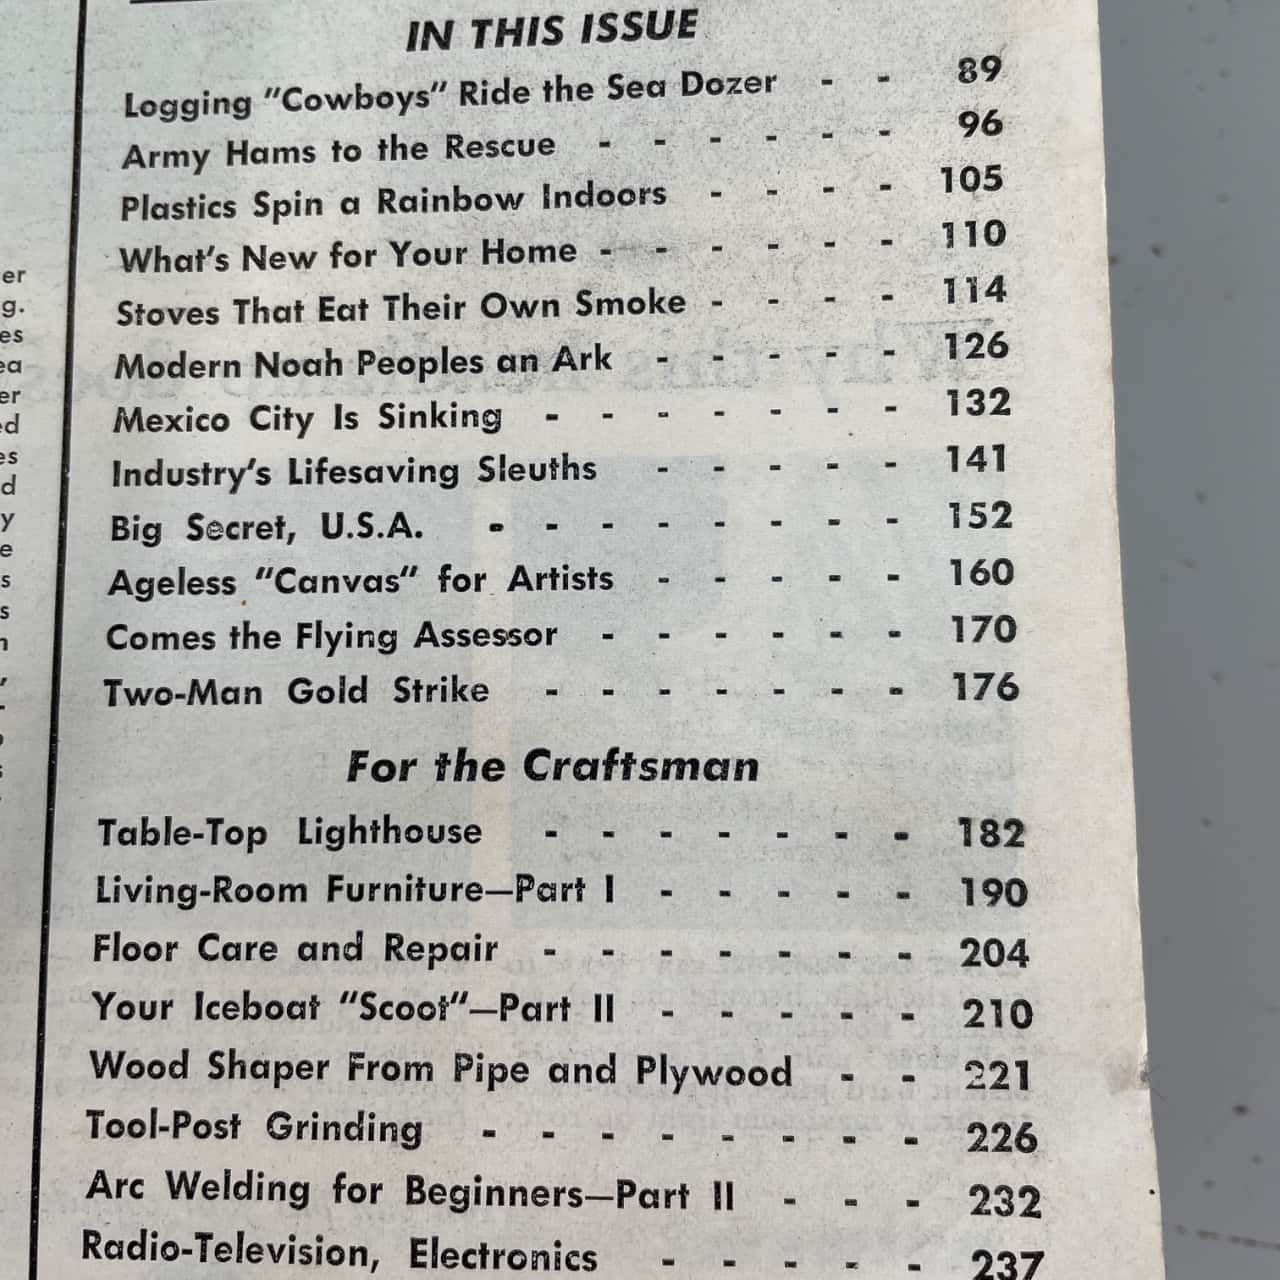 IN THIS ISSUE
Logging "Cowboys" Ride the Sea Dozer - - 89
Army Hams to the Rescue - - - - - - 96
Plastics Spin a Rainbow Indoors - - - - 105
What's New for Your Home - - - - - - 110
Stoves That Eat Their Own Smoke - - - - 114
Modern Noah Peoples an Ark - - - - - 126
Mexico City Is Sinking - - - - - - - 132
Industry's Lifesaving Sleuths - - - - - 141
Big Secret, U.S.A. - - - - - - - - 152
Ageless "Canvas" for Artists - - - - - 160
Comes the Flying Assessor - - - - - - 170
Two-Man Gold Strike - - - - - - - 176
For the Craftsman
Table-Top Lighthouse - - - - - - - 182
Living-Room Furniture—Part I - - - - - 190
Floor Care and Repair - - - - - - - 204
Your Iceboat "Scoot"—Part II - - - - - 210
Wood Shaper From Pipe and Plywood - - 221
Tool-Post Grinding - - - - - - - - 226
Arc Welding for Beginners—Part II - - - 232
Radio-Television, Electronics - - - - - 237